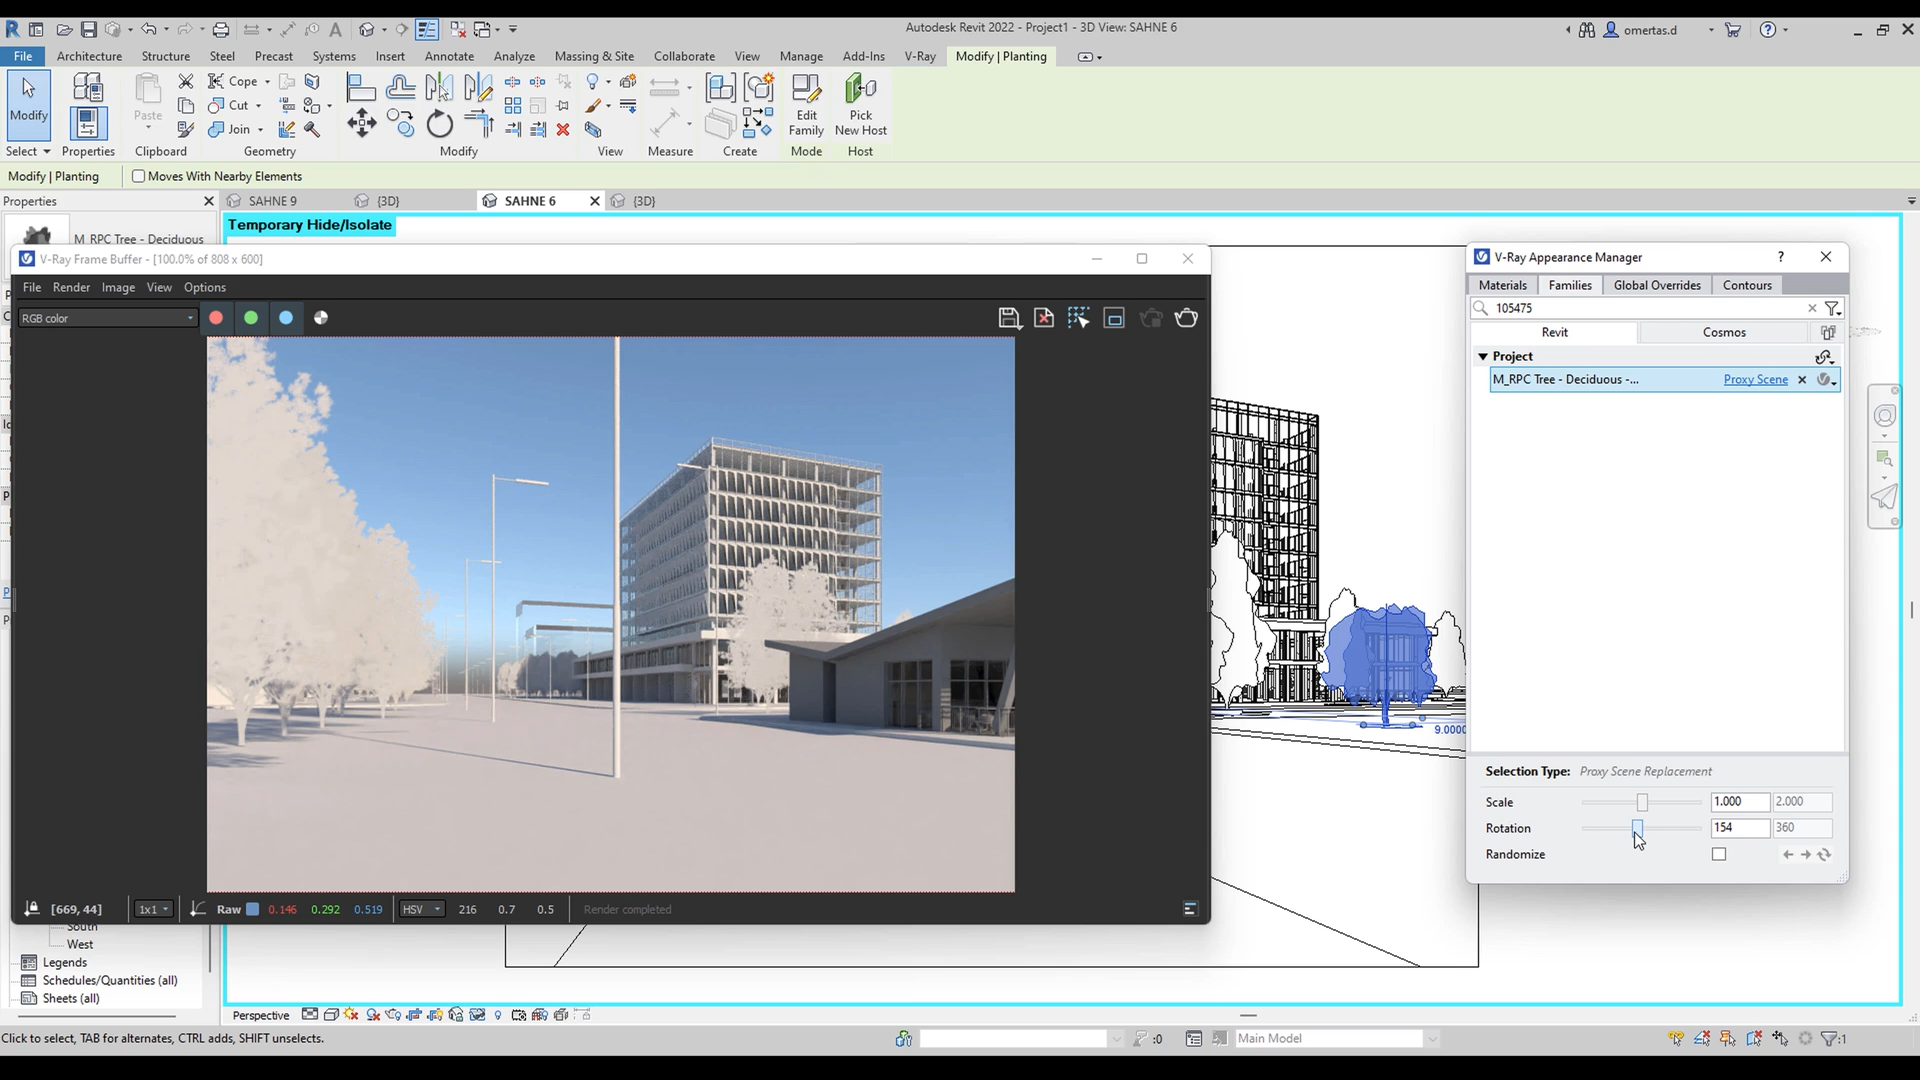 Autodesk Revit 2022 - Project1 - 3D View: SAHNE 6
omertas.d
File Architecture Structure Steel Precast Systems Insert Annotate Analyze Massing & Site Collaborate View Manage Add-Ins V-Ray Modify | Planting
Modify
Paste
Cope
Cut
Join
Edit Family
Pick New Host
Select Properties Clipboard Geometry Modify View Measure Create Mode Host
Modify | Planting Moves With Nearby Elements
Properties
SAHNE 9 {3D} SAHNE 6 {3D}
M_RPC Tree - Deciduous
Temporary Hide/Isolate
V-Ray Frame Buffer - [100.0% of 808 x 600]
File Render Image View Options
RGB color
V-Ray Appearance Manager
Materials Families Global Overrides Contours
105475
Revit Cosmos
Project
M_RPC Tree - Deciduous -... Proxy Scene
9.0000
Selection Type: Proxy Scene Replacement
Scale 1.000 2.000
Rotation 154 360
Randomize
[669, 44] 1x1 Raw 0.146 0.292 0.519 HSV 216 0.7 0.5 Render completed
South
West
Legends
Schedules/Quantities (all)
Sheets (all)
Perspective
Click to select, TAB for alternates, CTRL adds, SHIFT unselects.
:0
Main Model
:1